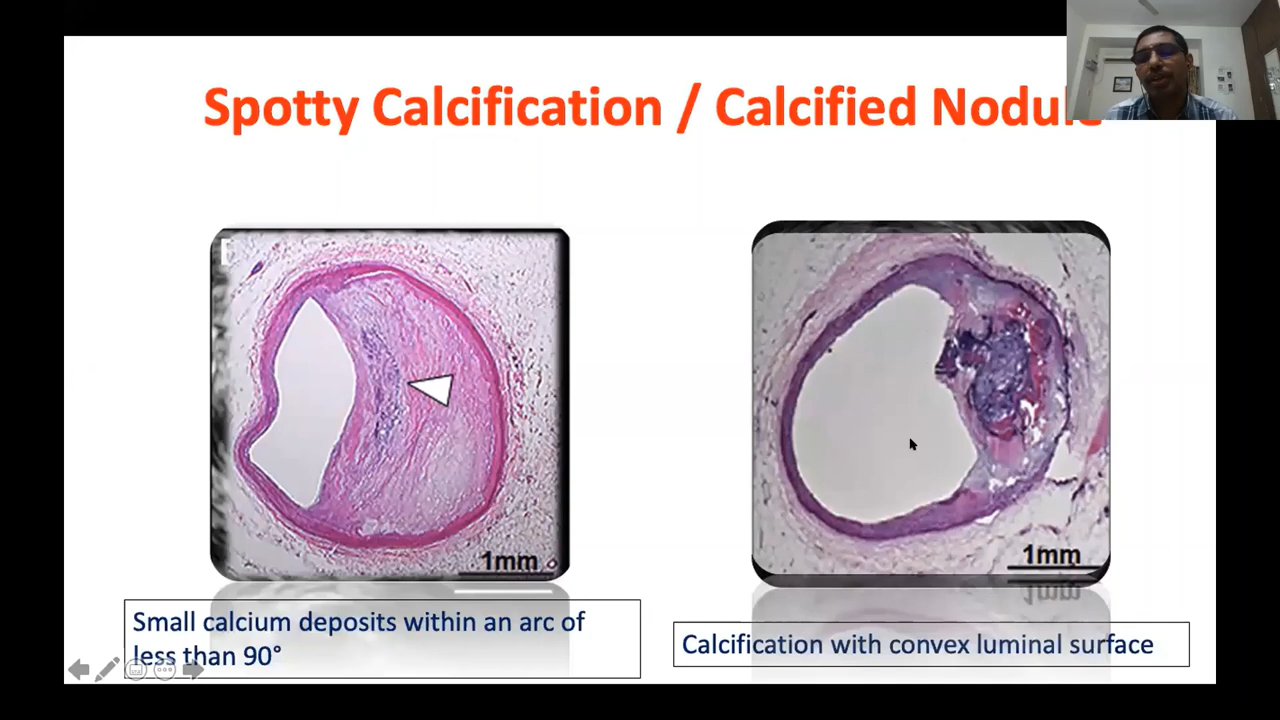 Spotty Calcification / Calcified Nodule
1mm
1mm
Small calcium deposits within an arc of
less than 90°
Calcification with convex luminal surface